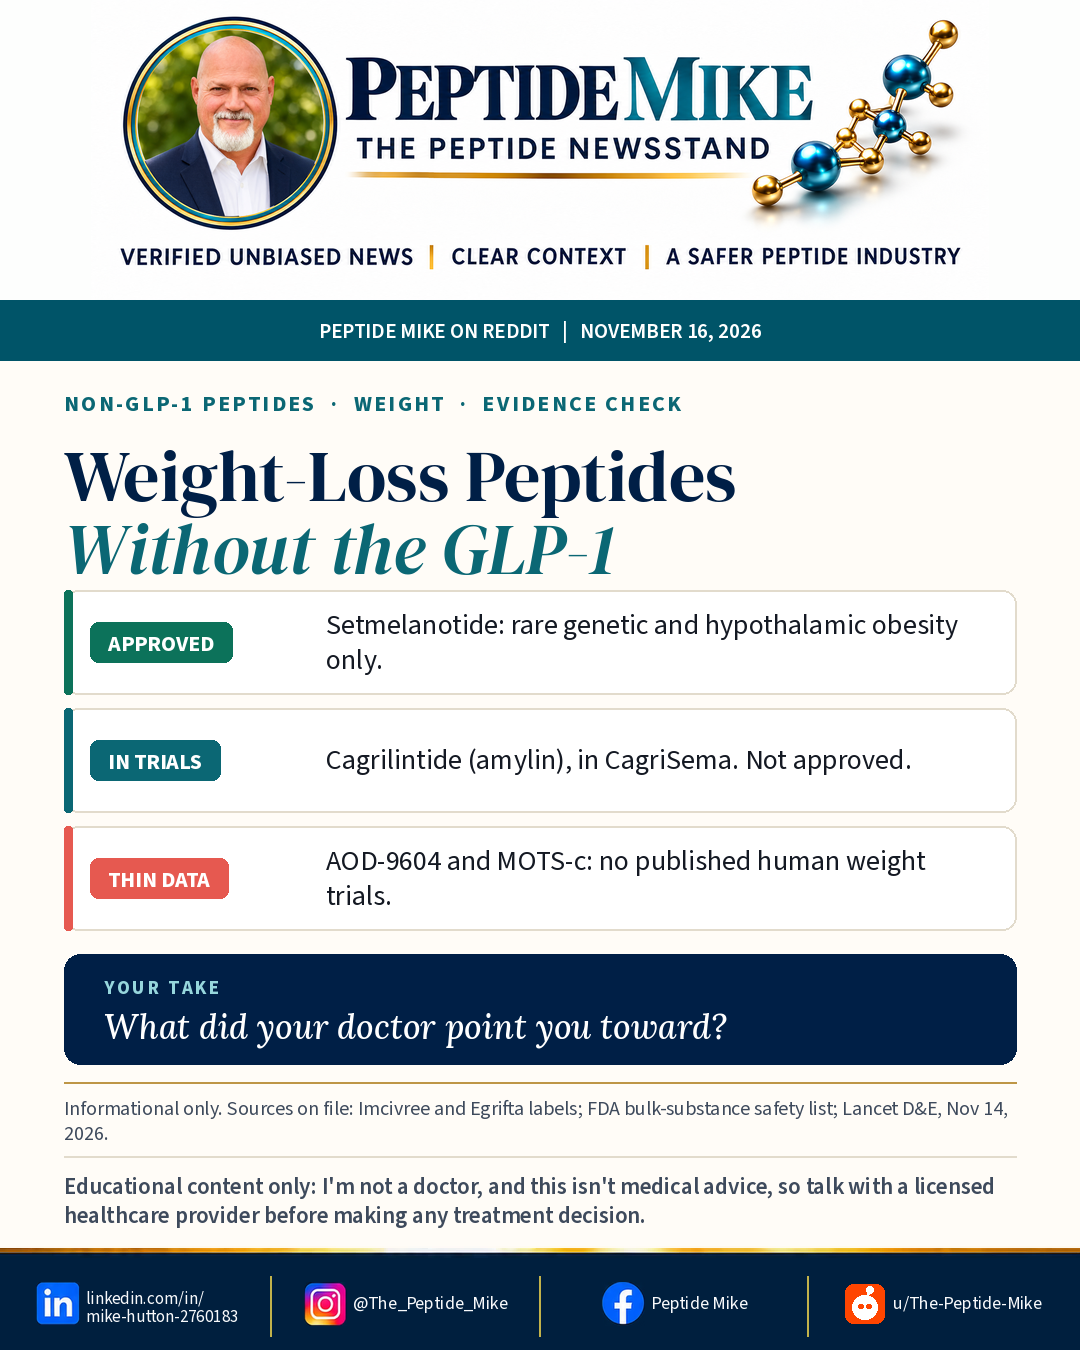 PEPTIDEMIKE
THE PEPTIDE NEWSSTAND
VERIFIED UNBIASED NEWS | CLEAR CONTEXT | A SAFER PEPTIDE INDUSTRY
PEPTIDE MIKE ON REDDIT | NOVEMBER 16, 2026
NON-GLP-1 PEPTIDES · WEIGHT · EVIDENCE CHECK
Weight-Loss Peptides
Without the GLP-1
APPROVED
Setmelanotide: rare genetic and hypothalamic obesity
only.
IN TRIALS
Cagrilintide (amylin), in CagriSema. Not approved.
THIN DATA
AOD-9604 and MOTS-c: no published human weight
trials.
YOUR TAKE
What did your doctor point you toward?
Informational only. Sources on file: Imcivree and Egrifta labels; FDA bulk-substance safety list; Lancet D&E, Nov 14,
2026.
Educational content only: I'm not a doctor, and this isn't medical advice, so talk with a licensed
healthcare provider before making any treatment decision.
linkedin.com/in/
mike-hutton-2760183
@The_Peptide_Mike
Peptide Mike
u/The-Peptide-Mike